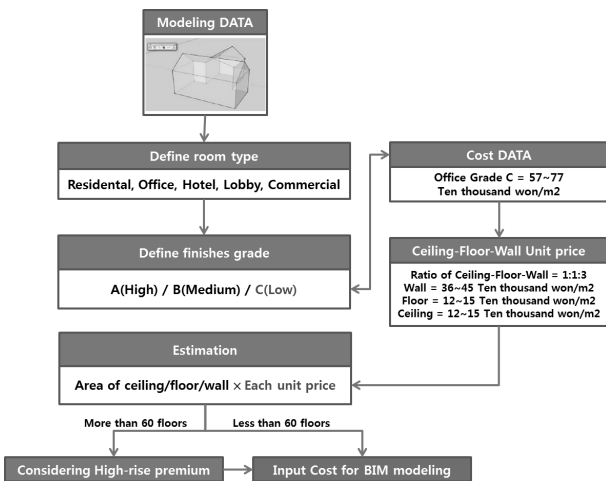 Modeling DATA
Define room type
Residental, Office, Hotel, Lobby, Commercial
Define finishes grade
A(High) / B(Medium) / C(Low)
Cost DATA
Office Grade C = 57~77
Ten thousand won/m2
Ceiling-Floor-Wall Unit price
Ratio of Ceiling-Floor-Wall = 1:1:3
Wall = 36~45 Ten thousand won/m2
Floor = 12~15 Ten thousand won/m2
Ceiling = 12~15 Ten thousand won/m2
Estimation
Area of ceiling/floor/wall × Each unit price
More than 60 floors
Less than 60 floors
Considering High-rise premium
Input Cost for BIM modeling